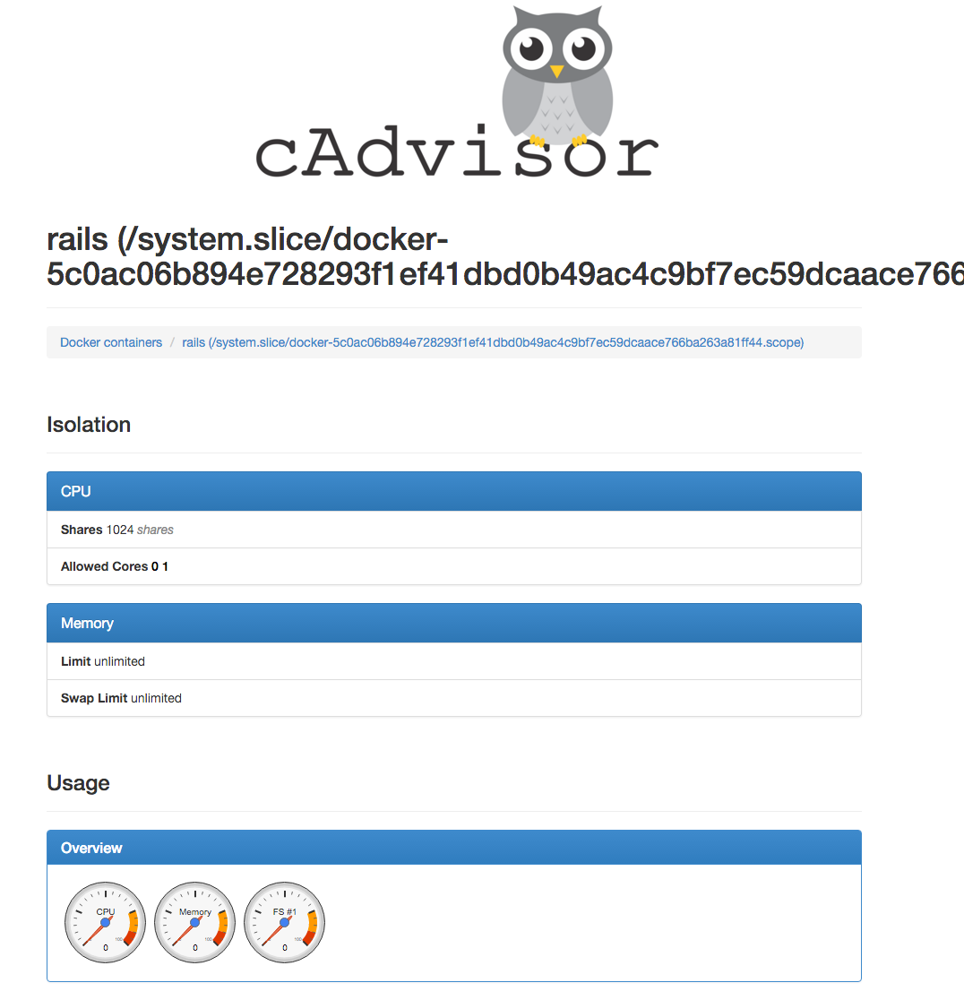 cAdvisor
rails (/system.slice/docker-
5c0ac06b894e728293f1ef41dbd0b49ac4c9bf7ec59dcaace766
Docker containers / rails (/system.slice/docker-5c0ac06b894e728293f1ef41dbd0b49ac4c9bf7ec59dcaace766ba263a81ff44.scope)
Isolation
CPU
Shares 1024 shares
Allowed Cores 0 1
Memory
Limit unlimited
Swap Limit unlimited
Usage
Overview
CPU Memory FS #1
100 100 100
0 0 0